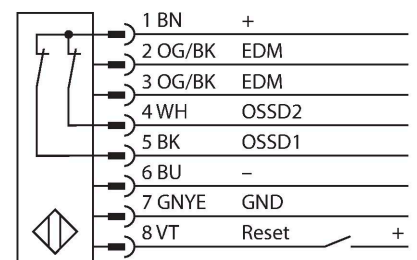 1 BN +
2 OG/BK EDM
3 OG/BK EDM
4 WH OSSD2
5 BK OSSD1
6 BU –
7 GNYE GND
8 VT Reset +